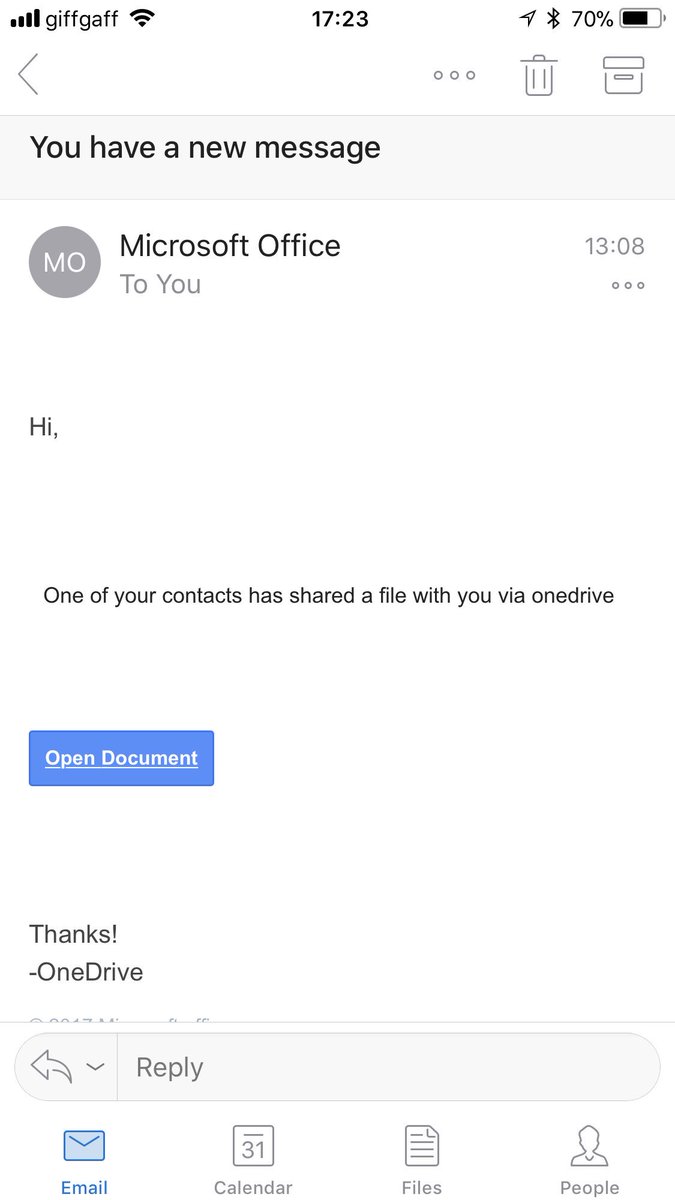 giffgaff 17:23 70%
You have a new message
MO Microsoft Office 13:08
To You
Hi,
One of your contacts has shared a file with you via onedrive
Open Document
Thanks!
-OneDrive
Reply
31
Email Calendar Files People